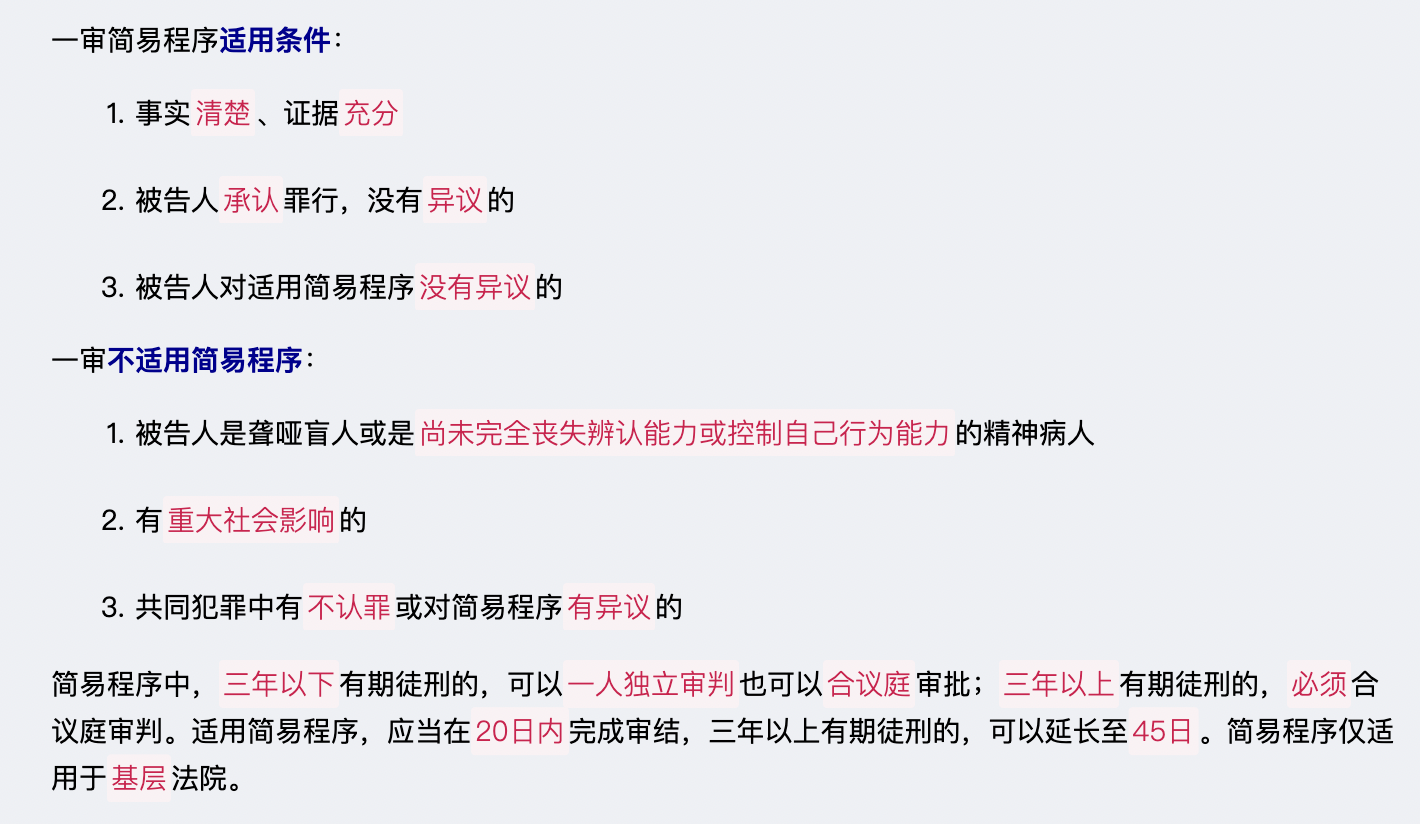 一审简易程序适用条件：
1. 事实清楚、证据充分
2. 被告人承认罪行，没有异议的
3. 被告人对适用简易程序没有异议的
一审不适用简易程序：
1. 被告人是聋哑盲人或是尚未完全丧失辨认能力或控制自己行为能力的精神病人
2. 有重大社会影响的
3. 共同犯罪中有不认罪或对简易程序有异议的
简易程序中，三年以下有期徒刑的，可以一人独立审判也可以合议庭审批；三年以上有期徒刑的，必须合
议庭审判。适用简易程序，应当在20日内完成审结，三年以上有期徒刑的，可以延长至45日。简易程序仅适
用于基层法院。